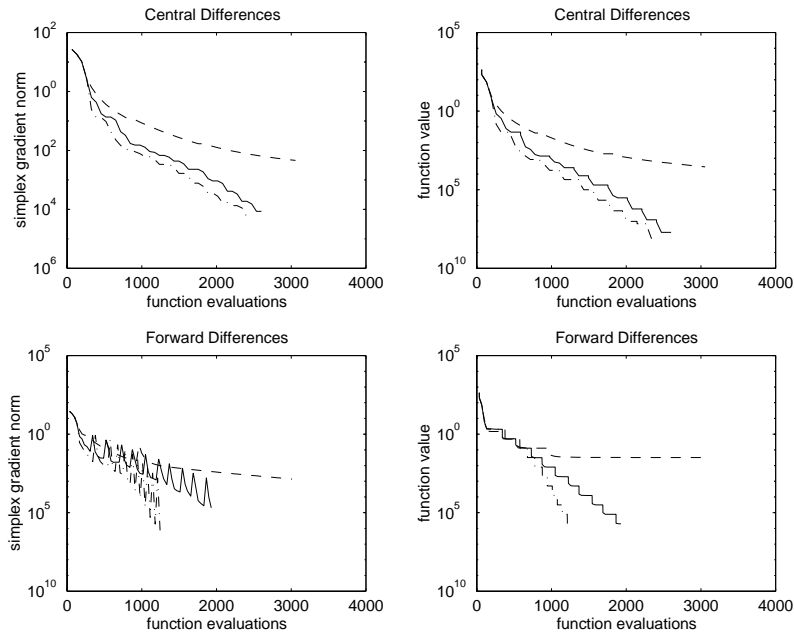 Central Differences
10^2
10^0
10^2
10^4
10^6
simplex gradient norm
0 1000 2000 3000 4000
function evaluations
Central Differences
10^5
10^0
10^5
10^10
function value
0 1000 2000 3000 4000
function evaluations
Forward Differences
10^5
10^0
10^5
10^10
simplex gradient norm
0 1000 2000 3000 4000
function evaluations
Forward Differences
10^5
10^0
10^5
10^10
function value
0 1000 2000 3000 4000
function evaluations